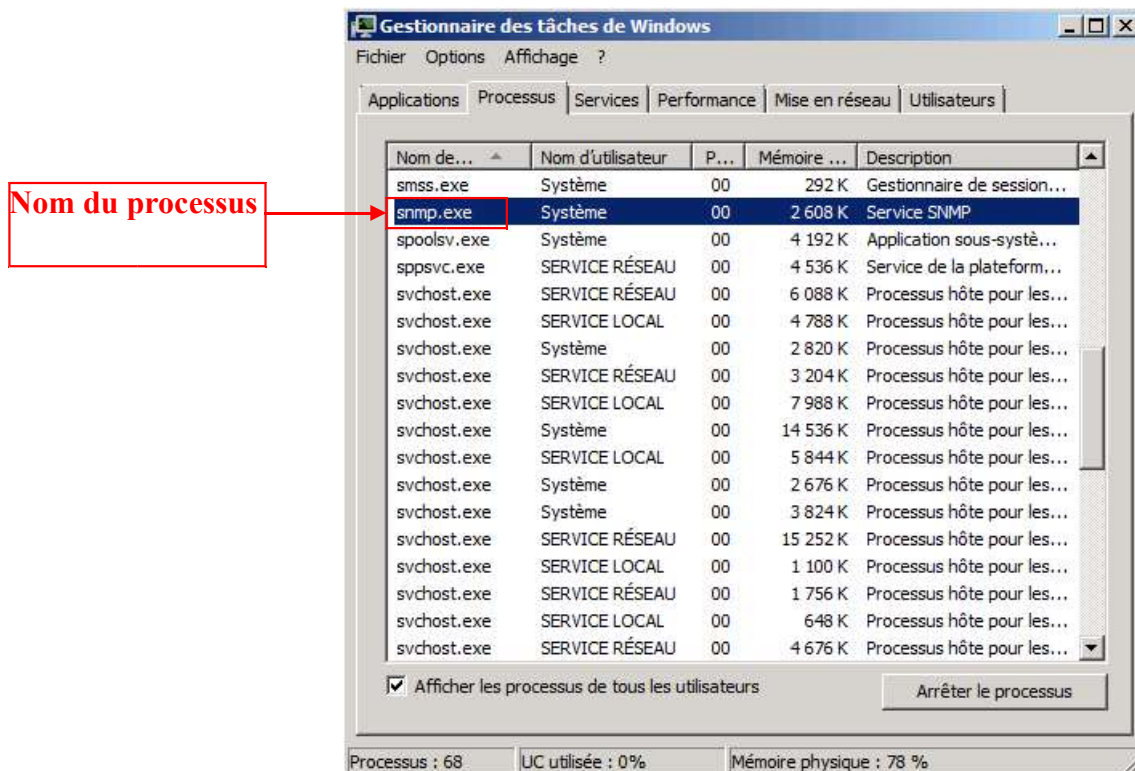 Gestionnaire des tâches de Windows
Fichier Options Affichage ?
Applications Processus Services Performance Mise en réseau Utilisateurs
Nom de... Nom d'utilisateur P... Mémoire ... Description
smss.exe Système 00 292 K Gestionnaire de session...
Nom du processus
snmp.exe Système 00 2 608 K Service SNMP
spoolsv.exe Système 00 4 192 K Application sous-systè...
sppsvc.exe SERVICE RÉSEAU 00 4 536 K Service de la plateform...
svchost.exe SERVICE RÉSEAU 00 6 088 K Processus hôte pour les...
svchost.exe SERVICE LOCAL 00 4 788 K Processus hôte pour les...
svchost.exe Système 00 2 820 K Processus hôte pour les...
svchost.exe SERVICE RÉSEAU 00 3 204 K Processus hôte pour les...
svchost.exe SERVICE LOCAL 00 7 988 K Processus hôte pour les...
svchost.exe Système 00 14 536 K Processus hôte pour les...
svchost.exe SERVICE LOCAL 00 5 844 K Processus hôte pour les...
svchost.exe Système 00 2 676 K Processus hôte pour les...
svchost.exe Système 00 3 824 K Processus hôte pour les...
svchost.exe SERVICE RÉSEAU 00 15 252 K Processus hôte pour les...
svchost.exe SERVICE LOCAL 00 1 100 K Processus hôte pour les...
svchost.exe SERVICE RÉSEAU 00 1 756 K Processus hôte pour les...
svchost.exe SERVICE LOCAL 00 648 K Processus hôte pour les...
svchost.exe SERVICE RÉSEAU 00 4 676 K Processus hôte pour les...
Afficher les processus de tous les utilisateurs Arrêter le processus
Processus : 68 UC utilisée : 0% Mémoire physique : 78 %